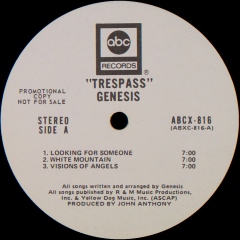 abc
RECORDS
"TRESPASS"
GENESIS
PROMOTIONAL
COPY
NOT FOR SALE
STEREO
SIDE A
ABCX-816
(ABXC-816-A)
1. LOOKING FOR SOMEONE 7:00
2. WHITE MOUNTAIN 7:00
3. VISIONS OF ANGELS 7:00
All songs written and arranged by Genesis
All songs published by R & M Music Productions,
Inc. & Yellow Dog Music, Inc. (ASCAP)
PRODUCED BY JOHN ANTHONY